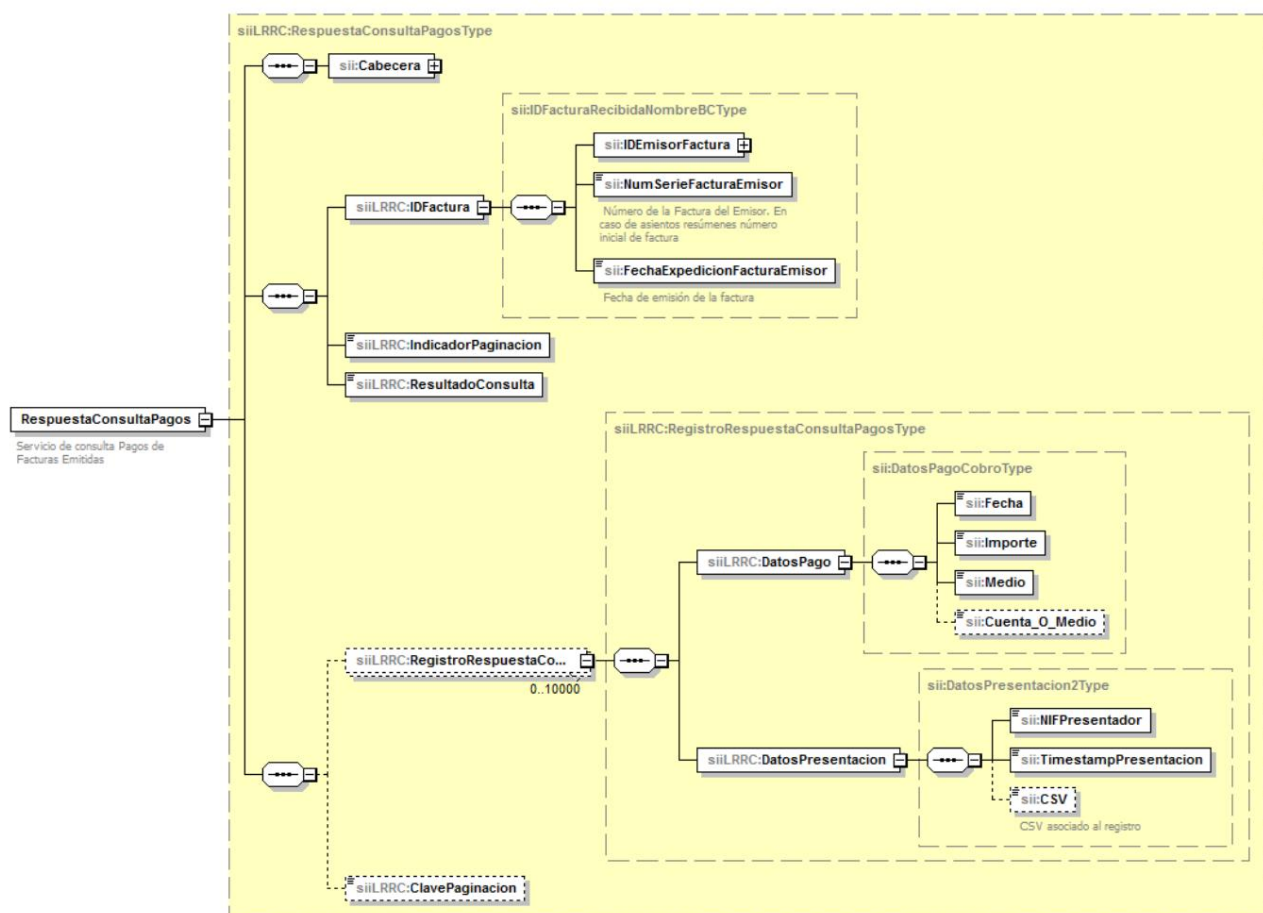 siiLRRC:RespuestaConsultaPagosType
sii:Cabecera
sii:IDFacturaRecibidaNombreBCType
sii:IDEmisorFactura
siiLRRC:IDFactura
sii:NumSerieFacturaEmisor
Número de la Factura del Emisor. En
caso de asientos resúmenes número
inicial de factura
sii:FechaExpedicionFacturaEmisor
Fecha de emisión de la factura
siiLRRC:IndicadorPaginacion
siiLRRC:ResultadoConsulta
RespuestaConsultaPagos
Servicio de consulta Pagos de
Facturas Emitidas
siiLRRC:RegistroRespuestaConsultaPagosType
sii:DatosPagoCobroType
sii:Fecha
sii:Importe
siiLRRC:DatosPago
sii:Medio
sii:Cuenta_O_Medio
siiLRRC:RegistroRespuestaCo...
0..10000
sii:DatosPresentacion2Type
sii:NIFPresentador
siiLRRC:DatosPresentacion
sii:TimestampPresentacion
sii:CSV
CSV asociado al registro
siiLRRC:ClavePaginacion